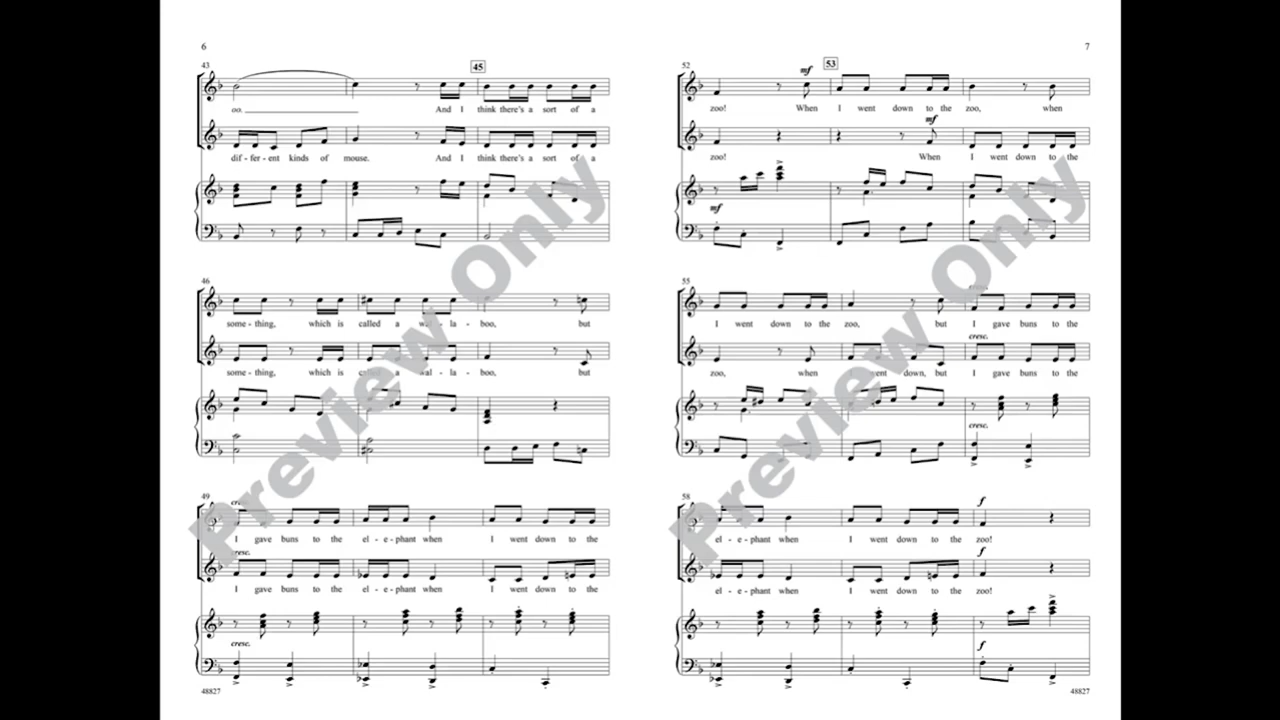 6
43
45
oo. And I think there's a sort of a
dif - fer - ent kinds of mouse. And I think there's a sort of a
46
some - thing, which is called a wal - la - boo, but
some - thing, which is called a wal - la - boo, but
49
cresc.
I gave buns to the el - e - phant when I went down to the
cresc.
I gave buns to the el - e - phant when I went down to the
cresc.
48827
7
52
mf
53
zoo! When I went down to the zoo, when
mf
zoo! When I went down to the
mf
55
cresc.
I went down to the zoo, but I gave buns to the
cresc.
zoo, when I went down, but I gave buns to the
cresc.
58
f
el - e - phant when I went down to the zoo!
f
el - e - phant when I went down to the zoo!
f
48827
Preview Only
Preview Only